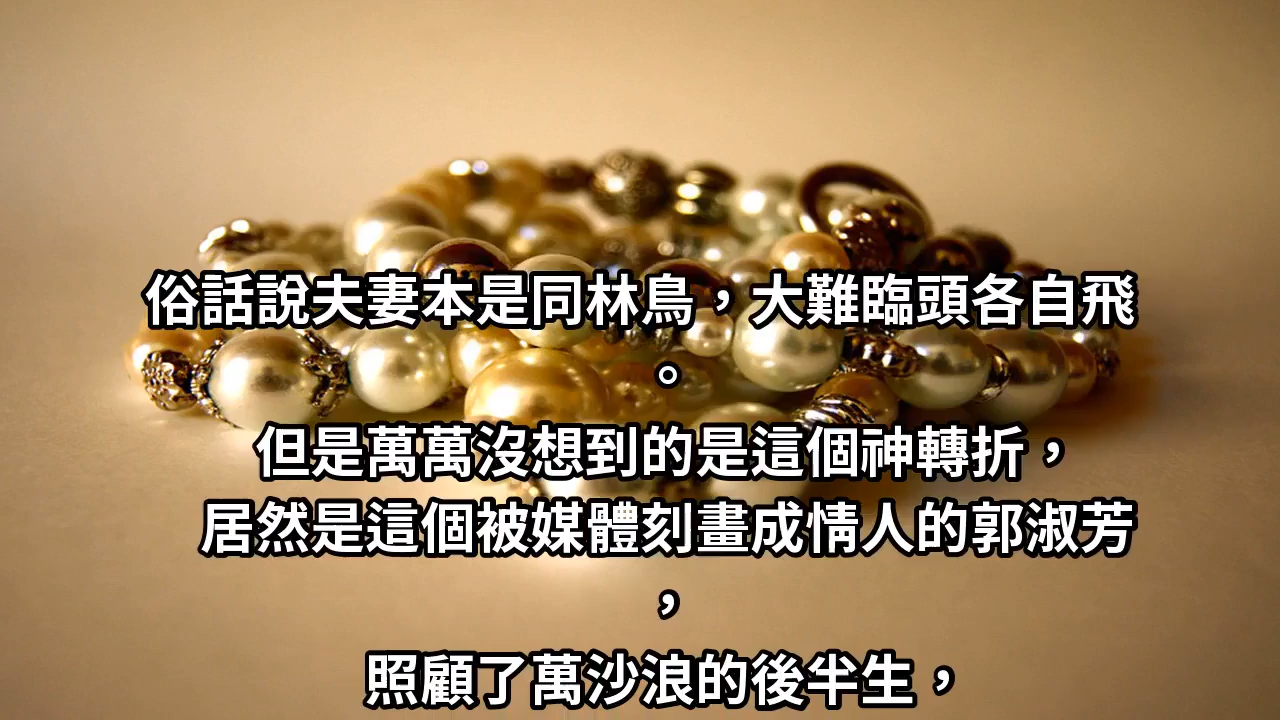 俗話說夫妻本是同林鳥，大難臨頭各自飛
。
但是萬萬沒想到的是這個神轉折，
居然是這個被媒體刻畫成情人的郭淑芳
，
照顧了萬沙浪的後半生，